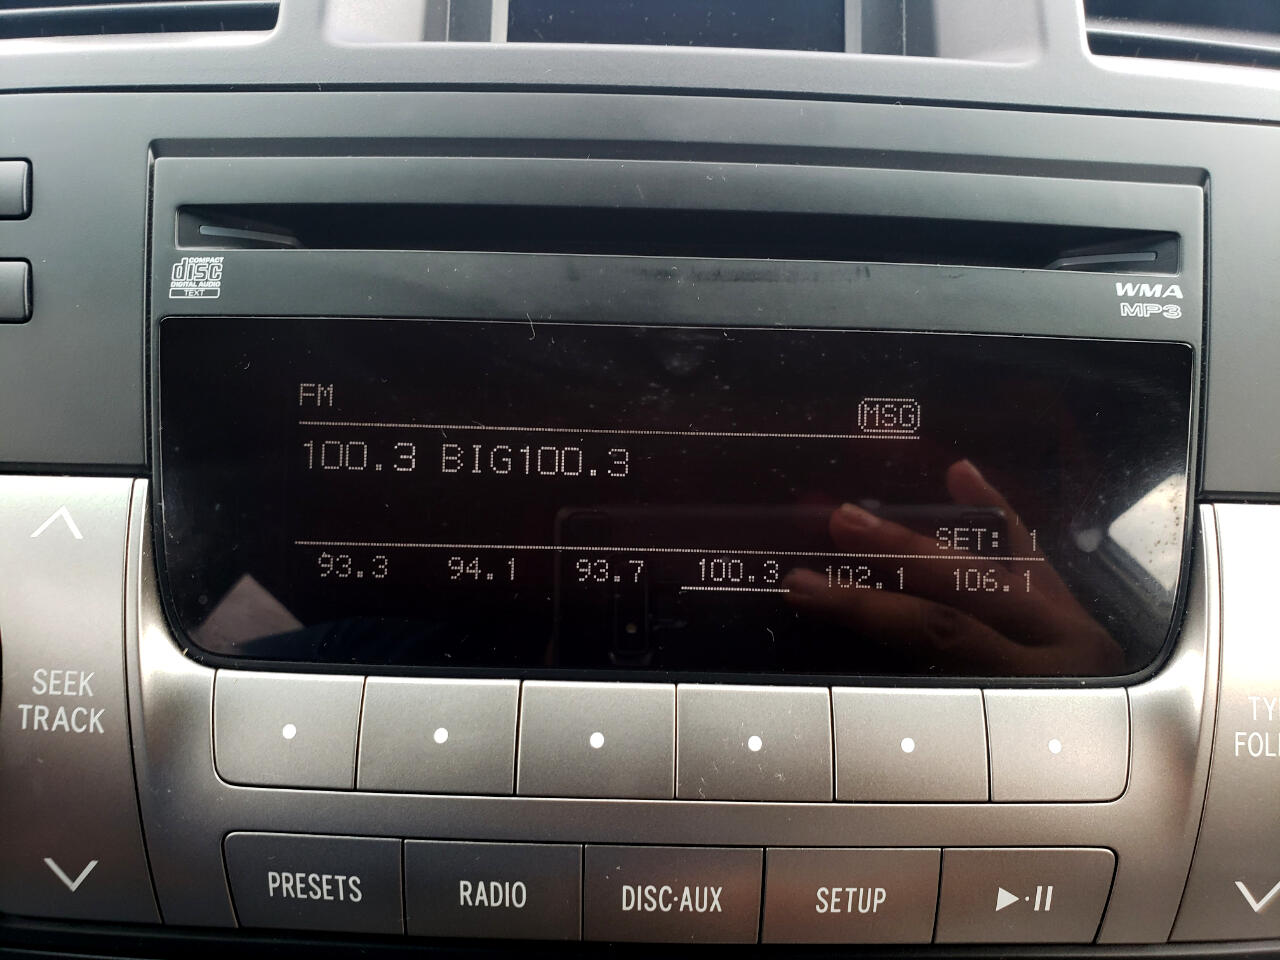 COMPACT
disc
DIGITAL AUDIO
TEXT
WMA
MP3
FM
MSG
100.3 BIG100.3
SET: 1
93.3 94.1 93.7 100.3 102.1 106.1
SEEK
TRACK
PRESETS RADIO DISC·AUX SETUP ▶·II